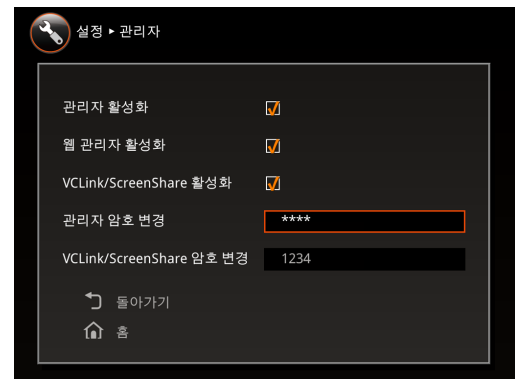 설정 ▸ 관리자
관리자 활성화
웹 관리자 활성화
VCLink/ScreenShare 활성화
관리자 암호 변경 ****
VCLink/ScreenShare 암호 변경 1234
돌아가기
홈